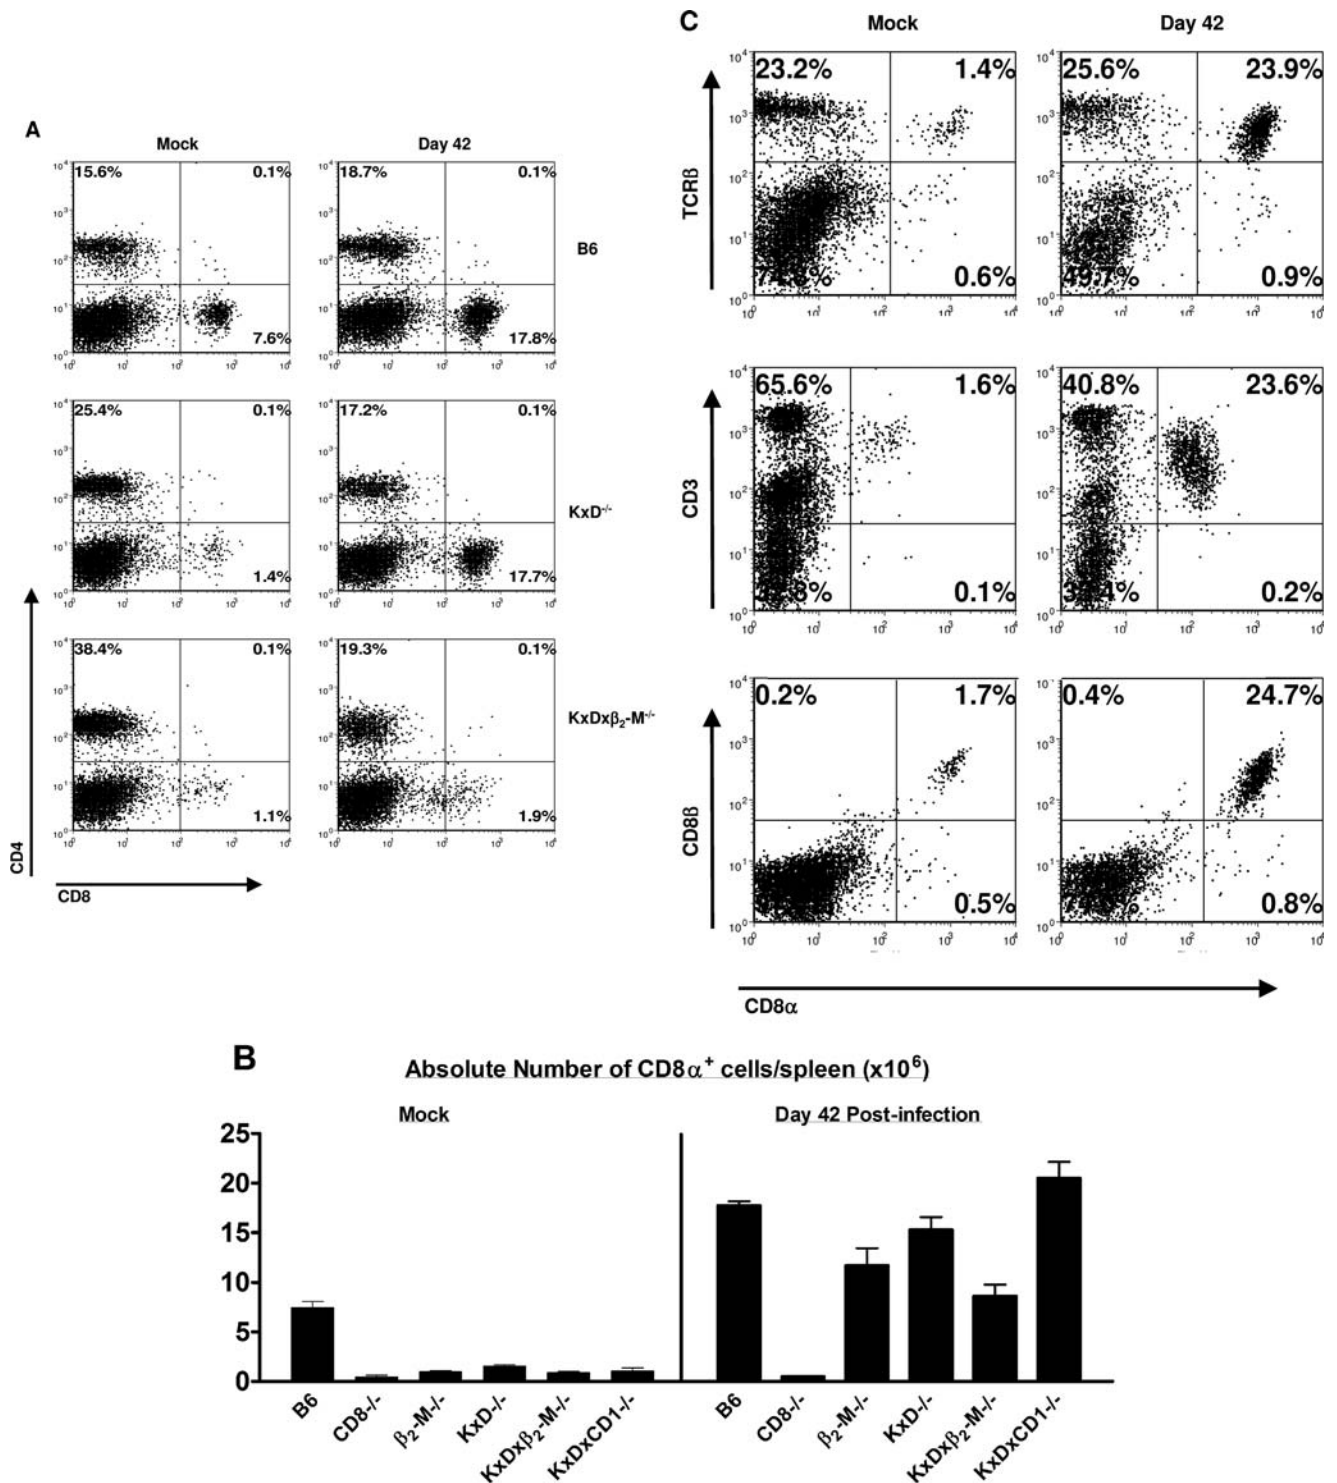 A
Mock Day 42
15.6% 0.1% 18.7% 0.1%
B6
7.6% 17.8%
25.4% 0.1% 17.2% 0.1%
KxD-/-
1.4% 17.7%
38.4% 0.1% 19.3% 0.1%
KxDxβ2-M-/-
1.1% 1.9%
CD4
CD8
C
Mock Day 42
23.2% 1.4% 25.6% 23.9%
TCRß
0.6% 49.7% 0.9%
65.6% 1.6% 40.8% 23.6%
CD3
0.1% 0.2%
0.2% 1.7% 0.4% 24.7%
CD8ß
0.5% 0.8%
CD8α
B
Absolute Number of CD8α+ cells/spleen (x10^6)
Mock Day 42 Post-infection
25
20
15
10
5
0
B6 CD8-/- β2-M-/- KxD-/- KxDxβ2-M-/- KxDxCD1-/- B6 CD8-/- β2-M-/- KxD-/- KxDxβ2-M-/- KxDxCD1-/-